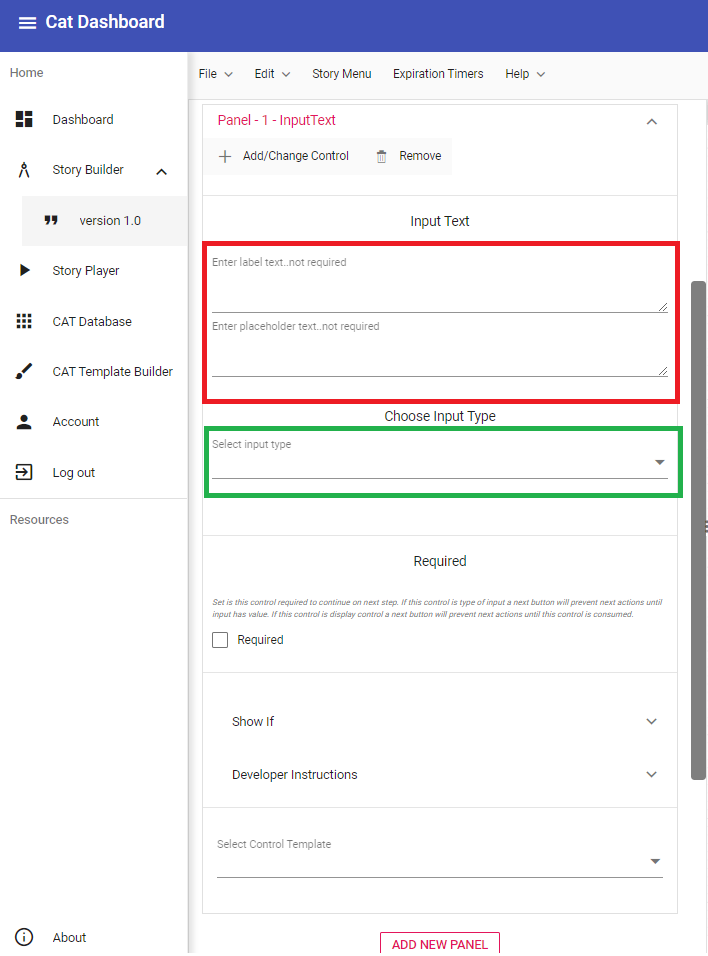 Cat Dashboard
Home
Dashboard
Story Builder
version 1.0
Story Player
CAT Database
CAT Template Builder
Account
Log out
Resources
About
File Edit Story Menu Expiration Timers Help
Panel - 1 - InputText
Add/Change Control Remove
Input Text
Enter label text..not required
Enter placeholder text..not required
Choose Input Type
Select input type
Required
Set is this control required to continue on next step. If this control is type of input a next button will prevent next actions until
input has value. If this control is display control a next button will prevent next actions until this control is consumed.
Required
Show If
Developer Instructions
Select Control Template
ADD NEW PANEL